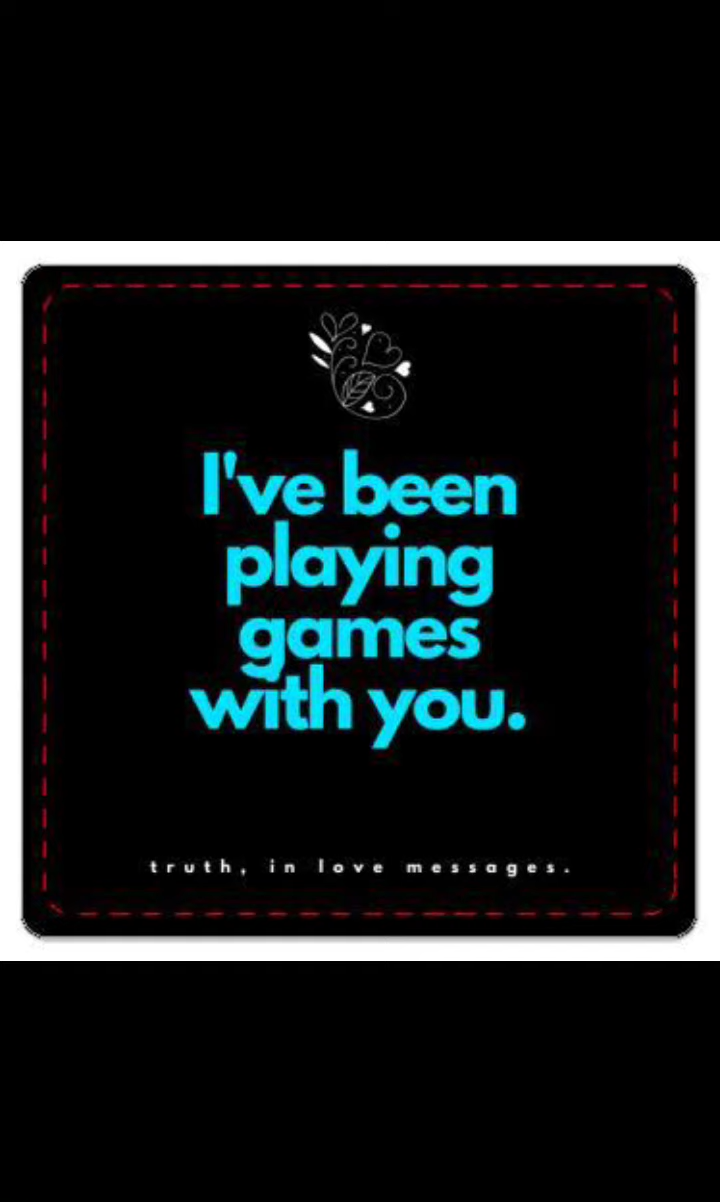 I've been
playing
games
with you.
truth, in love messages.